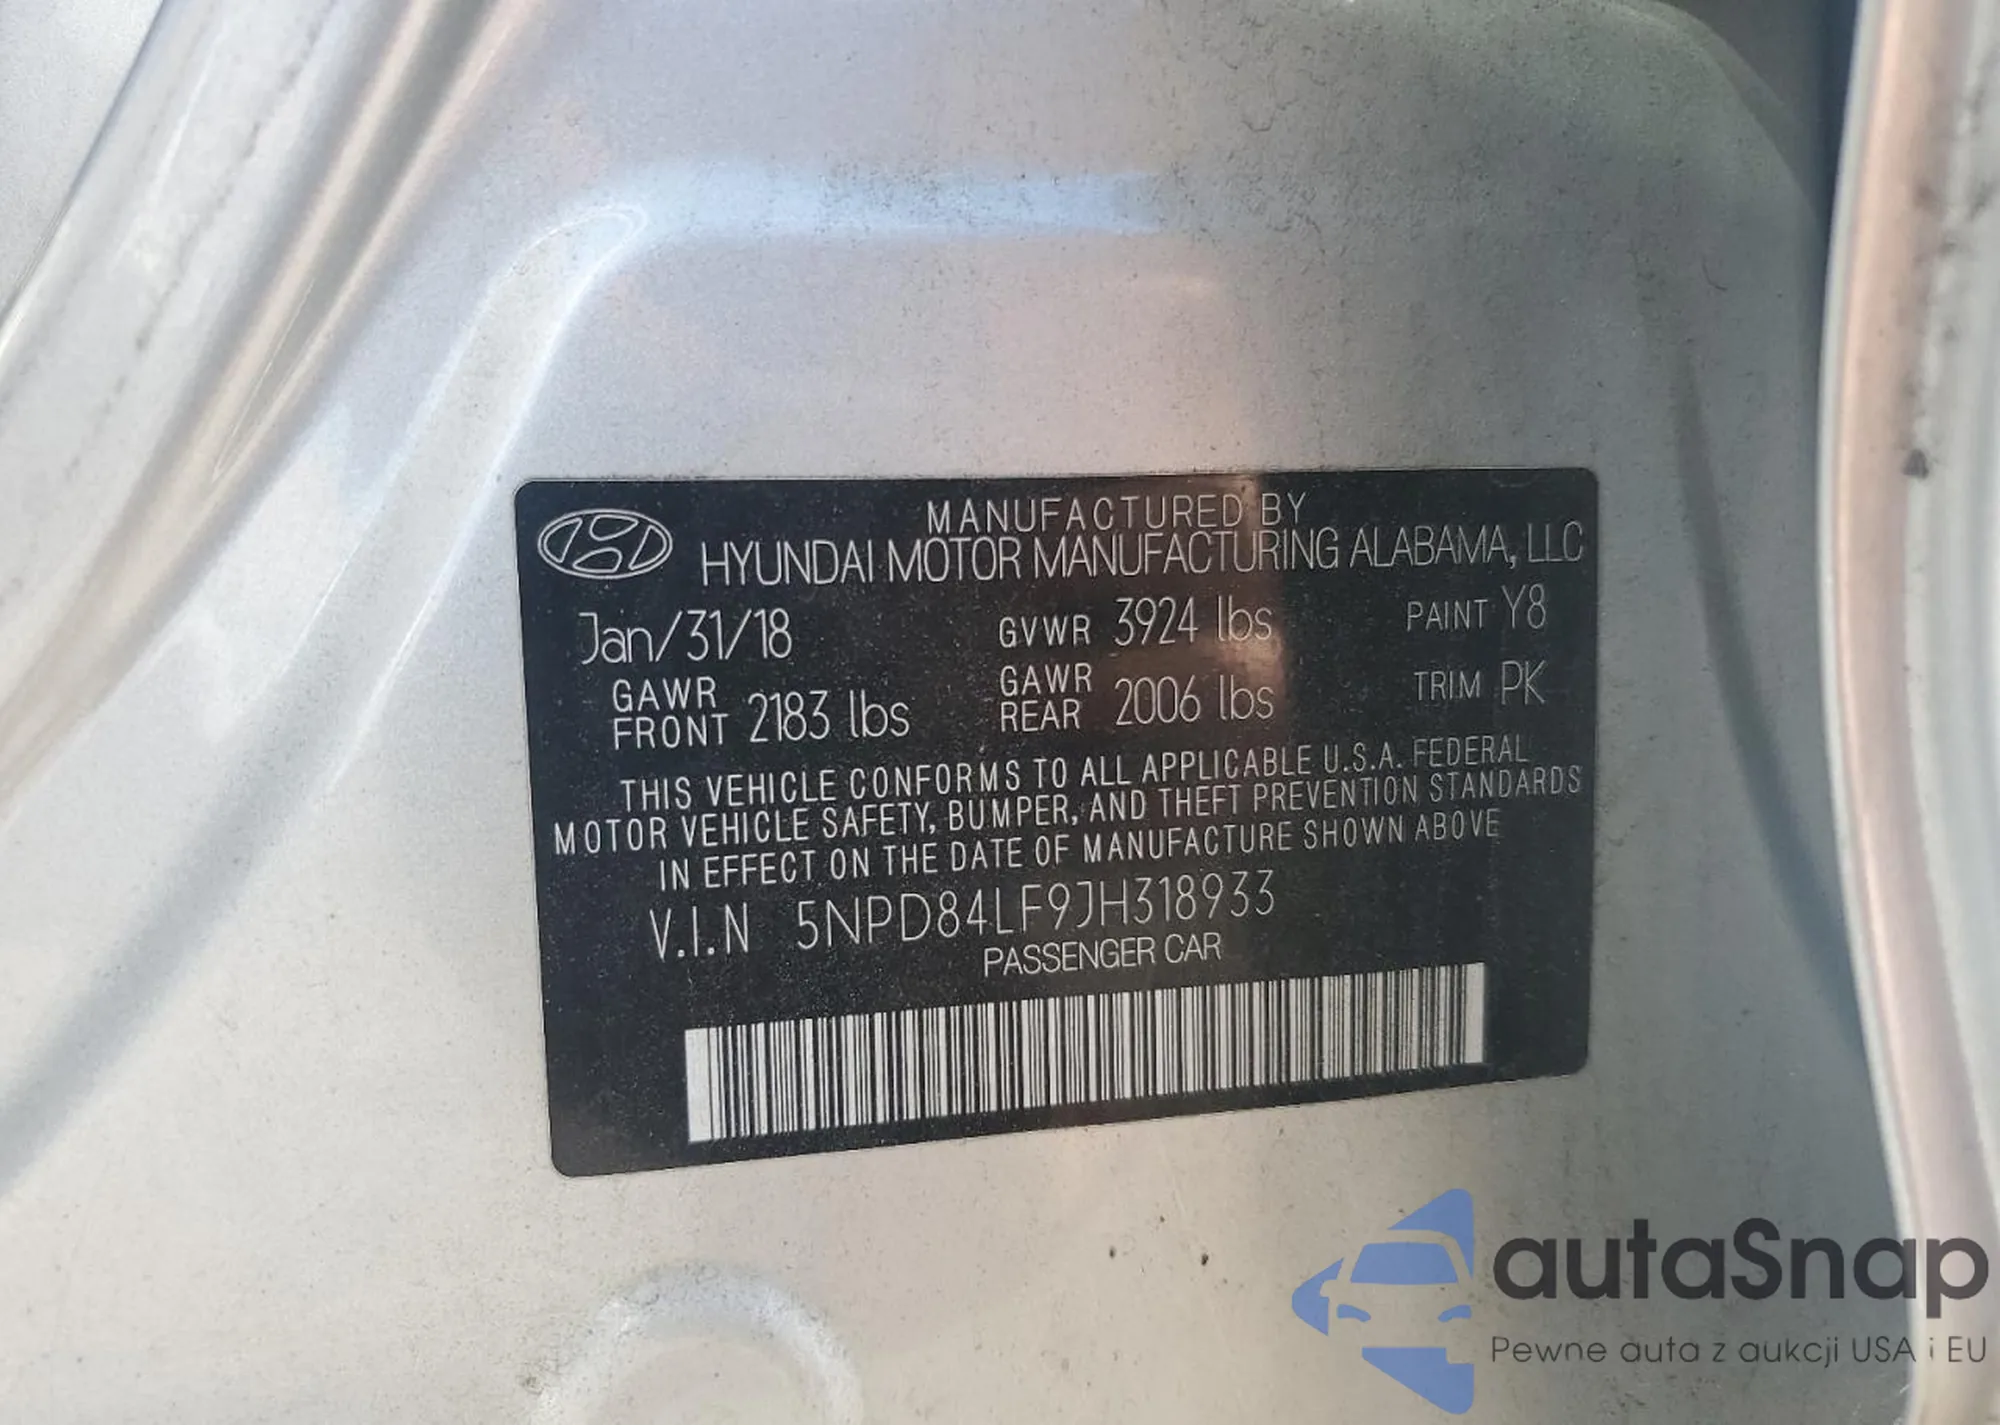 MANUFACTURED BY
HYUNDAI MOTOR MANUFACTURING ALABAMA, LLC
Jan/31/18 GVWR 3924 lbs PAINT Y8
GAWR FRONT 2183 lbs GAWR REAR 2006 lbs TRIM PK
THIS VEHICLE CONFORMS TO ALL APPLICABLE U.S.A. FEDERAL
MOTOR VEHICLE SAFETY, BUMPER, AND THEFT PREVENTION STANDARDS
IN EFFECT ON THE DATE OF MANUFACTURE SHOWN ABOVE
V.I.N 5NPD84LF9JH318933
PASSENGER CAR
autaSnap
Pewne auta z aukcji USA i EU